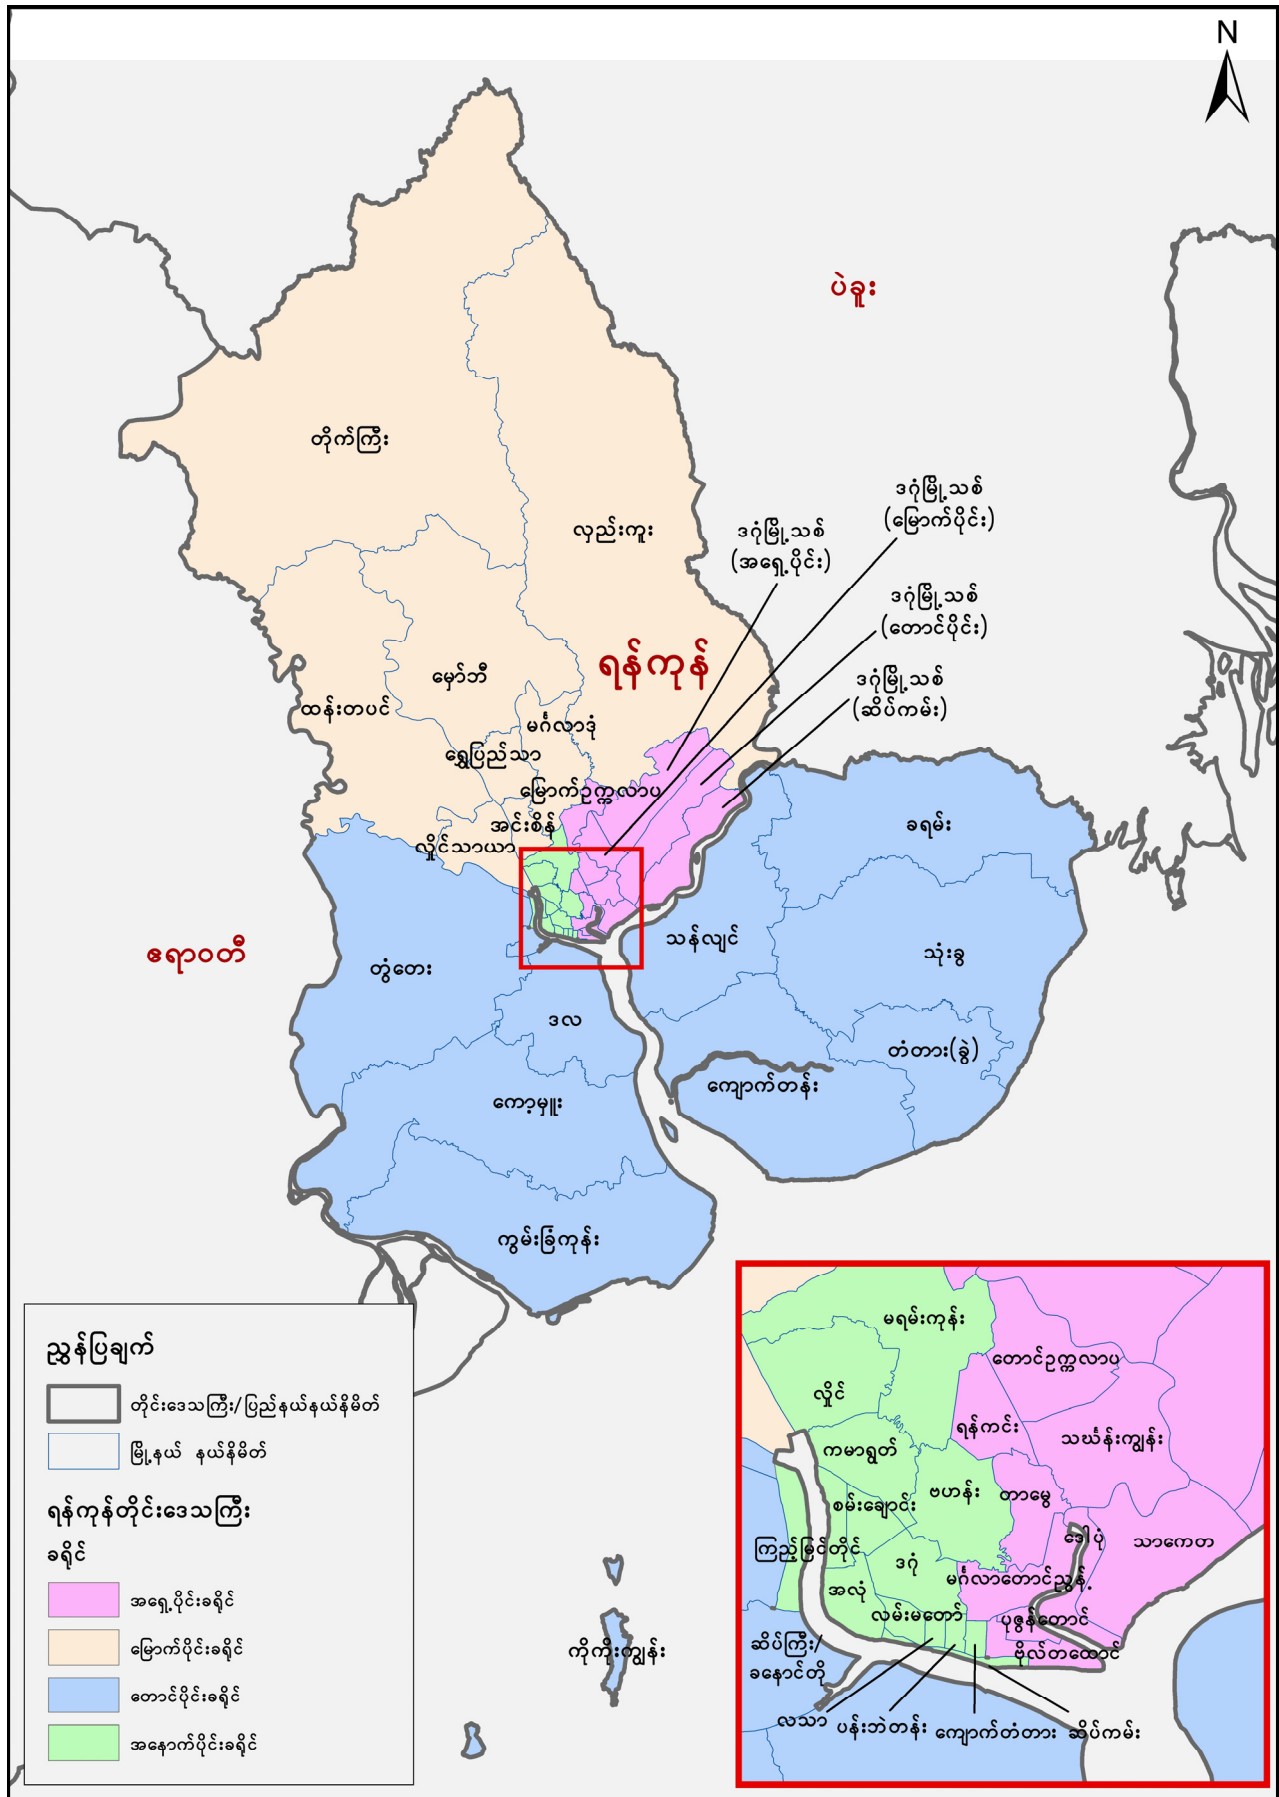 N
ပဲခူး
တိုက်ကြီး
လှည်းကူး
ဒဂုံမြို့သစ်
(မြောက်ပိုင်း)
ဒဂုံမြို့သစ်
(အရှေ့ပိုင်း)
ဒဂုံမြို့သစ်
(တောင်ပိုင်း)
ဒဂုံမြို့သစ်
(ဆိပ်ကမ်း)
ရန်ကုန်
မှော်ဘီ
ထန်းတပင်
မင်္ဂလာဒုံ
ရွှေပြည်သာ
မြောက်ဥက္ကလာပ
အင်းစိန်
လှိုင်သာယာ
ခရမ်း
သန်လျင်
သုံးခွ
ဧရာဝတီ
တွံတေး
ဒလ
တံတား(ခွဲ)
ကျောက်တန်း
ကော့မှူး
ကွမ်းခြံကုန်း
ကိုကိုးကျွန်း
ညွှန်ပြချက်
တိုင်းဒေသကြီး/ပြည်နယ်နယ်နိမိတ်
မြို့နယ် နယ်နိမိတ်
ရန်ကုန်တိုင်းဒေသကြီး
ခရိုင်
အရှေ့ပိုင်းခရိုင်
မြောက်ပိုင်းခရိုင်
တောင်ပိုင်းခရိုင်
အနောက်ပိုင်းခရိုင်
မရမ်းကုန်း
တောင်ဥက္ကလာပ
လှိုင်
ရန်ကင်း
သင်္ဃန်းကျွန်း
ကမာရွတ်
ဗဟန်း
တာမွေ
စမ်းချောင်း
ဒေါပုံ
သာကေတ
ကြည့်မြင်တိုင်
ဒဂုံ
မင်္ဂလာတောင်ညွန့်
အလုံ
လမ်းမတော်
ပုဇွန်တောင်
ဆိပ်ကြီး/
ခနောင်တို
ဗိုလ်တထောင်
လသာ
ပန်းဘဲတန်း
ကျောက်တံတား
ဆိပ်ကမ်း